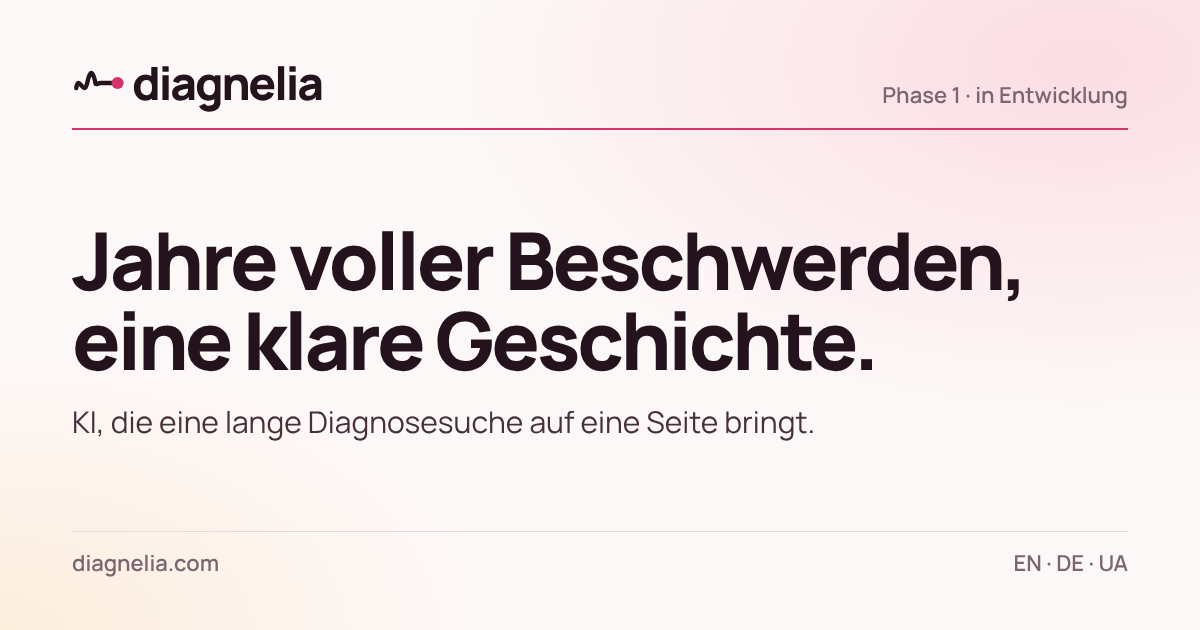 diagnelia
Phase 1 · in Entwicklung
Jahre voller Beschwerden,
eine klare Geschichte.
KI, die eine lange Diagnosesuche auf eine Seite bringt.
diagnelia.com
EN · DE · UA